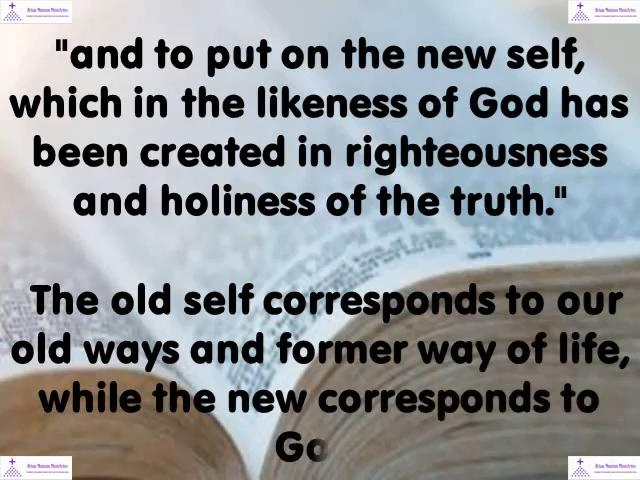 "and to put on the new self,
which in the likeness of God has
been created in righteousness
and holiness of the truth."
The old self corresponds to our
old ways and former way of life,
while the new corresponds to
Go